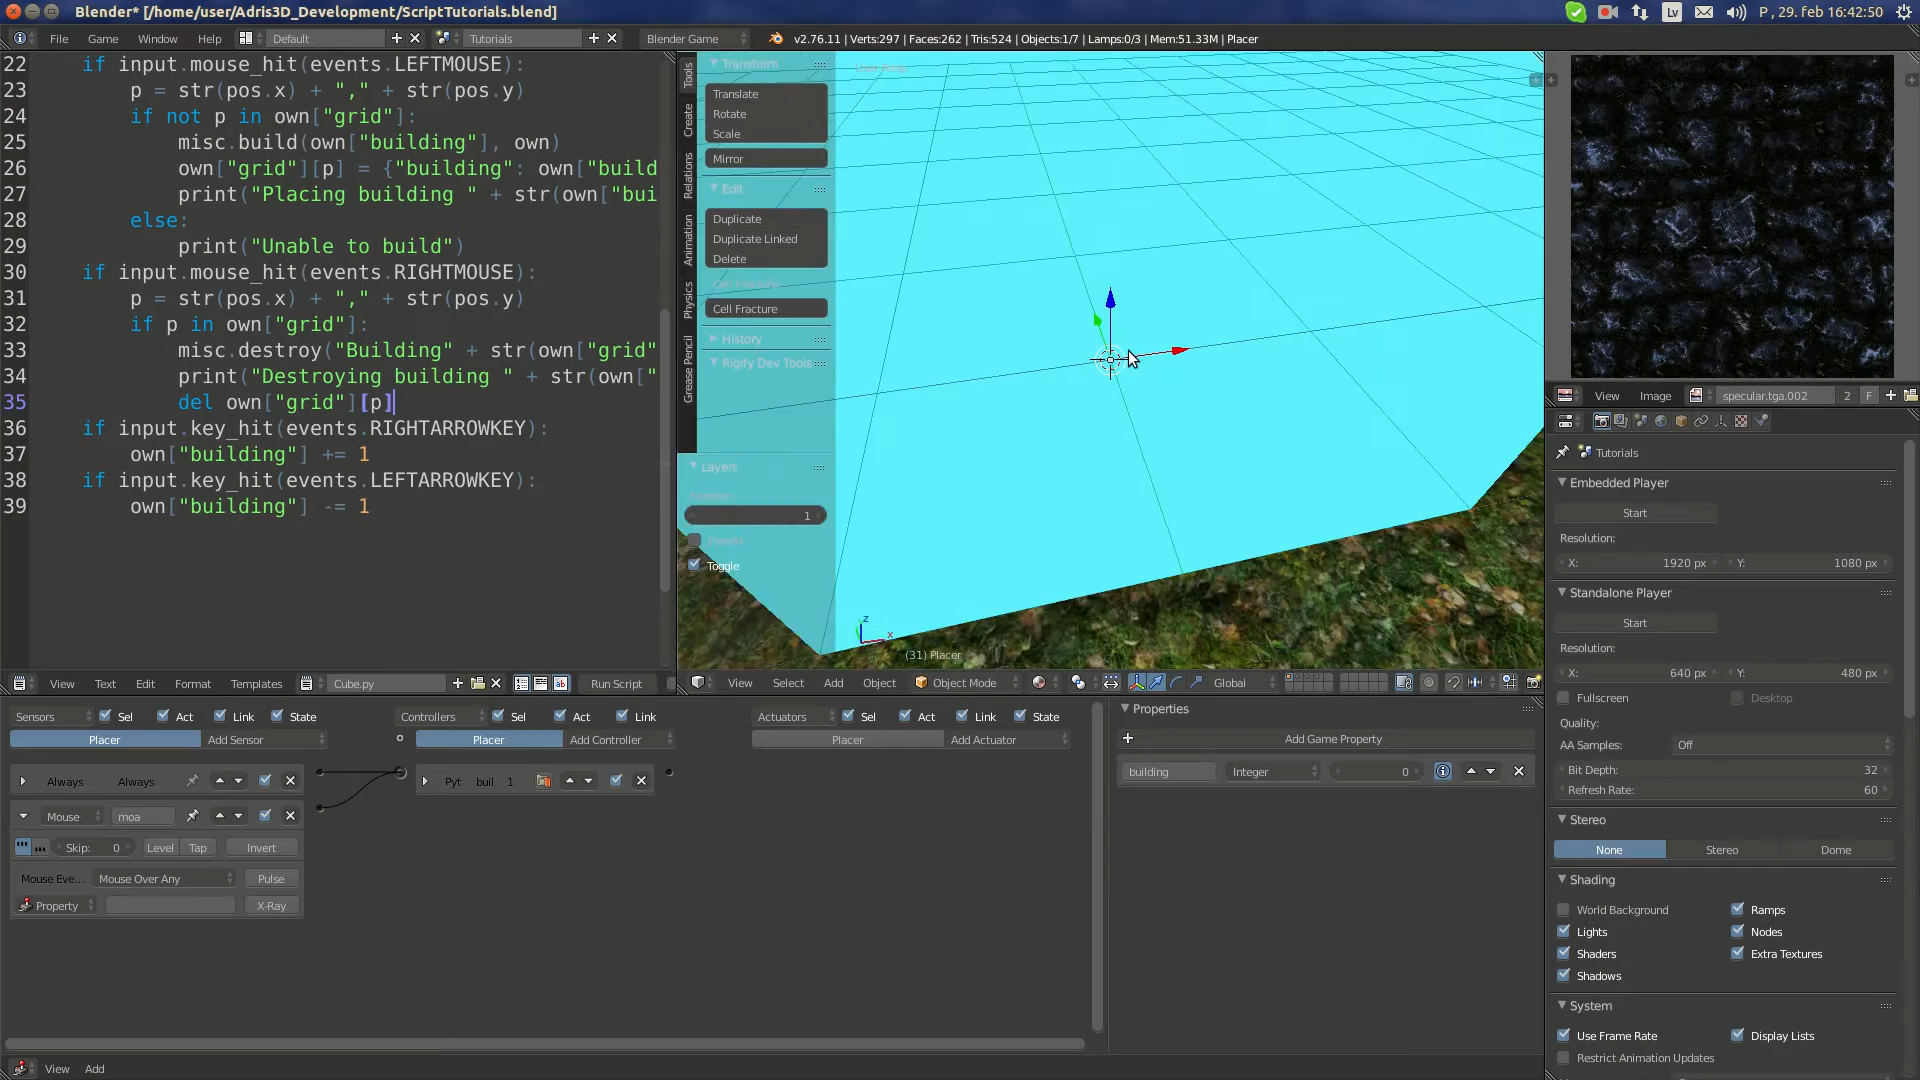 Blender* [/home/user/Adris3D_Development/ScriptTutorials.blend]
Lv
P , 29. feb 16:42:50
File Game Window Help Default Tutorials Blender Game v2.76.11 | Verts:297 | Faces:262 | Tris:524 | Objects:1/7 | Lamps:0/3 | Mem:51.33M | Placer
22 if input.mouse_hit(events.LEFTMOUSE):
23 p = str(pos.x) + "," + str(pos.y)
24 if not p in own["grid"]:
25 misc.build(own["building"], own)
26 own["grid"][p] = {"building": own["build
27 print("Placing building " + str(own["bui
28 else:
29 print("Unable to build")
30 if input.mouse_hit(events.RIGHTMOUSE):
31 p = str(pos.x) + "," + str(pos.y)
32 if p in own["grid"]:
33 misc.destroy("Building" + str(own["grid"
34 print("Destroying building " + str(own["
35 del own["grid"][p]
36 if input.key_hit(events.RIGHTARROWKEY):
37 own["building"] += 1
38 if input.key_hit(events.LEFTARROWKEY):
39 own["building"] -= 1
View Text Edit Format Templates Cube.py Run Script
Tools
Create
Relations
Animation
Physics
Grease Pencil
Transform
Translate
Rotate
Scale
Mirror
Edit
Duplicate
Duplicate Linked
Delete
Cell Fracture
History
Rigify Dev Tools
Layers
1
Toggle
z
x
(31) Placer
View Select Add Object Object Mode Global
View Image specular.tga.002 2 F
Tutorials
Embedded Player
Start
Resolution:
X: 1920 px Y: 1080 px
Standalone Player
Start
Resolution:
X: 640 px Y: 480 px
Fullscreen Desktop
Quality:
AA Samples: Off
Bit Depth: 32
Refresh Rate: 60
Stereo
None Stereo Dome
Shading
World Background Ramps
Lights Nodes
Shaders Extra Textures
Shadows
System
Use Frame Rate Display Lists
Restrict Animation Updates
Sensors Sel Act Link State
Placer Add Sensor
Always Always
Mouse moa
Skip: 0 Level Tap Invert
Mouse Eve... Mouse Over Any Pulse
Property X-Ray
Controllers Sel Act Link
Placer Add Controller
Pyt buil 1
Actuators Sel Act Link State
Placer Add Actuator
Properties
Add Game Property
building Integer 0
View Add